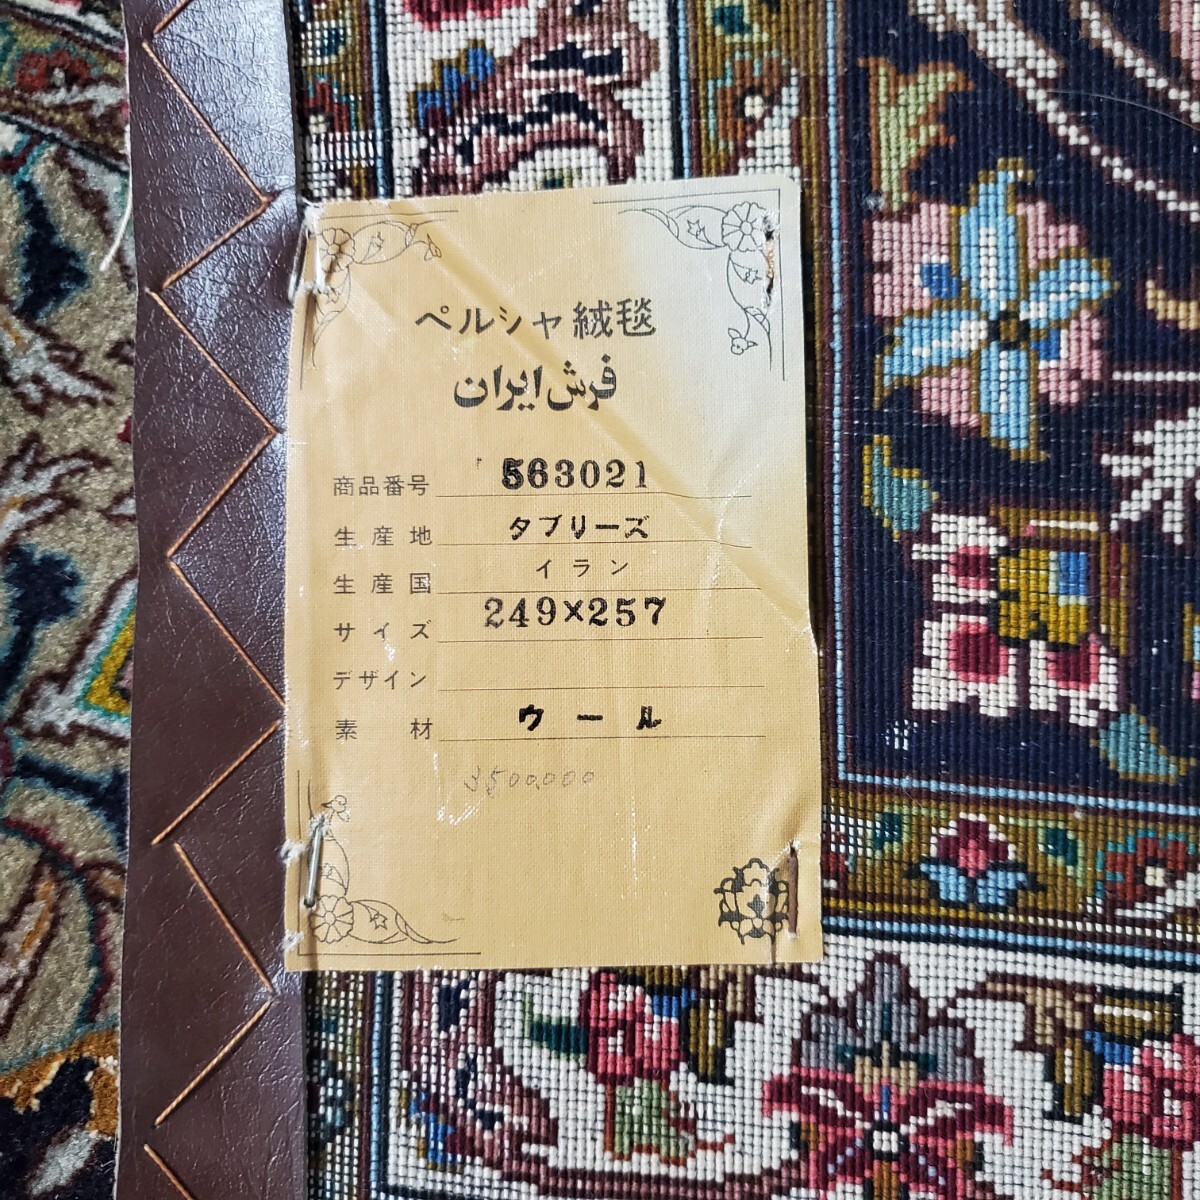 ペルシャ絨毯
فرش ایران
商品番号 563021
生産地 タブリーズ
生産国 イラン
サイズ 249×257
デザイン
素材 ウール
3500,000